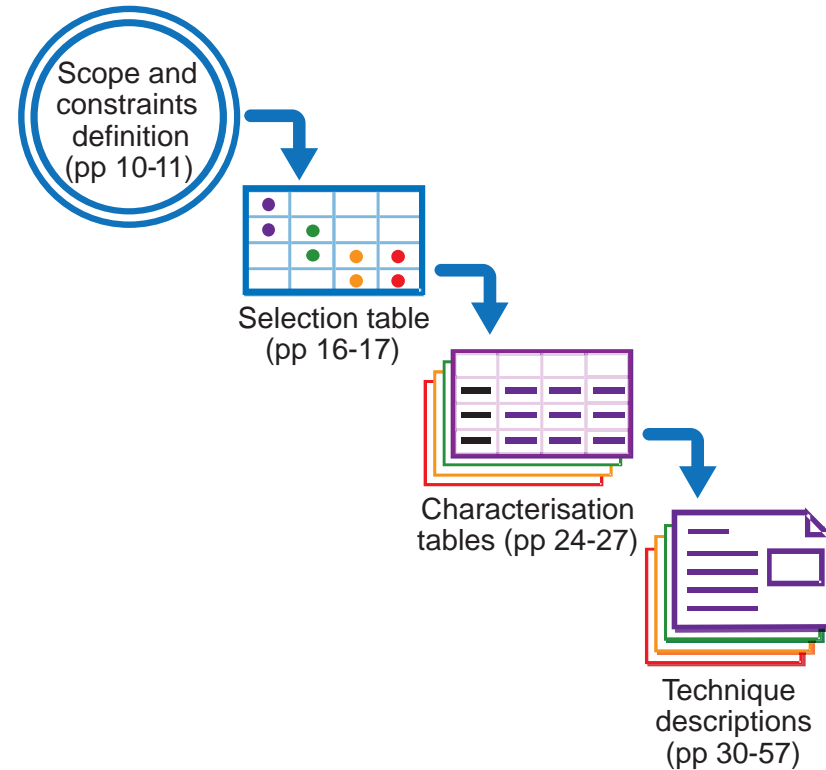 Scope and
constraints
definition
(pp 10-11)
Selection table
(pp 16-17)
Characterisation
tables (pp 24-27)
Technique
descriptions
(pp 30-57)